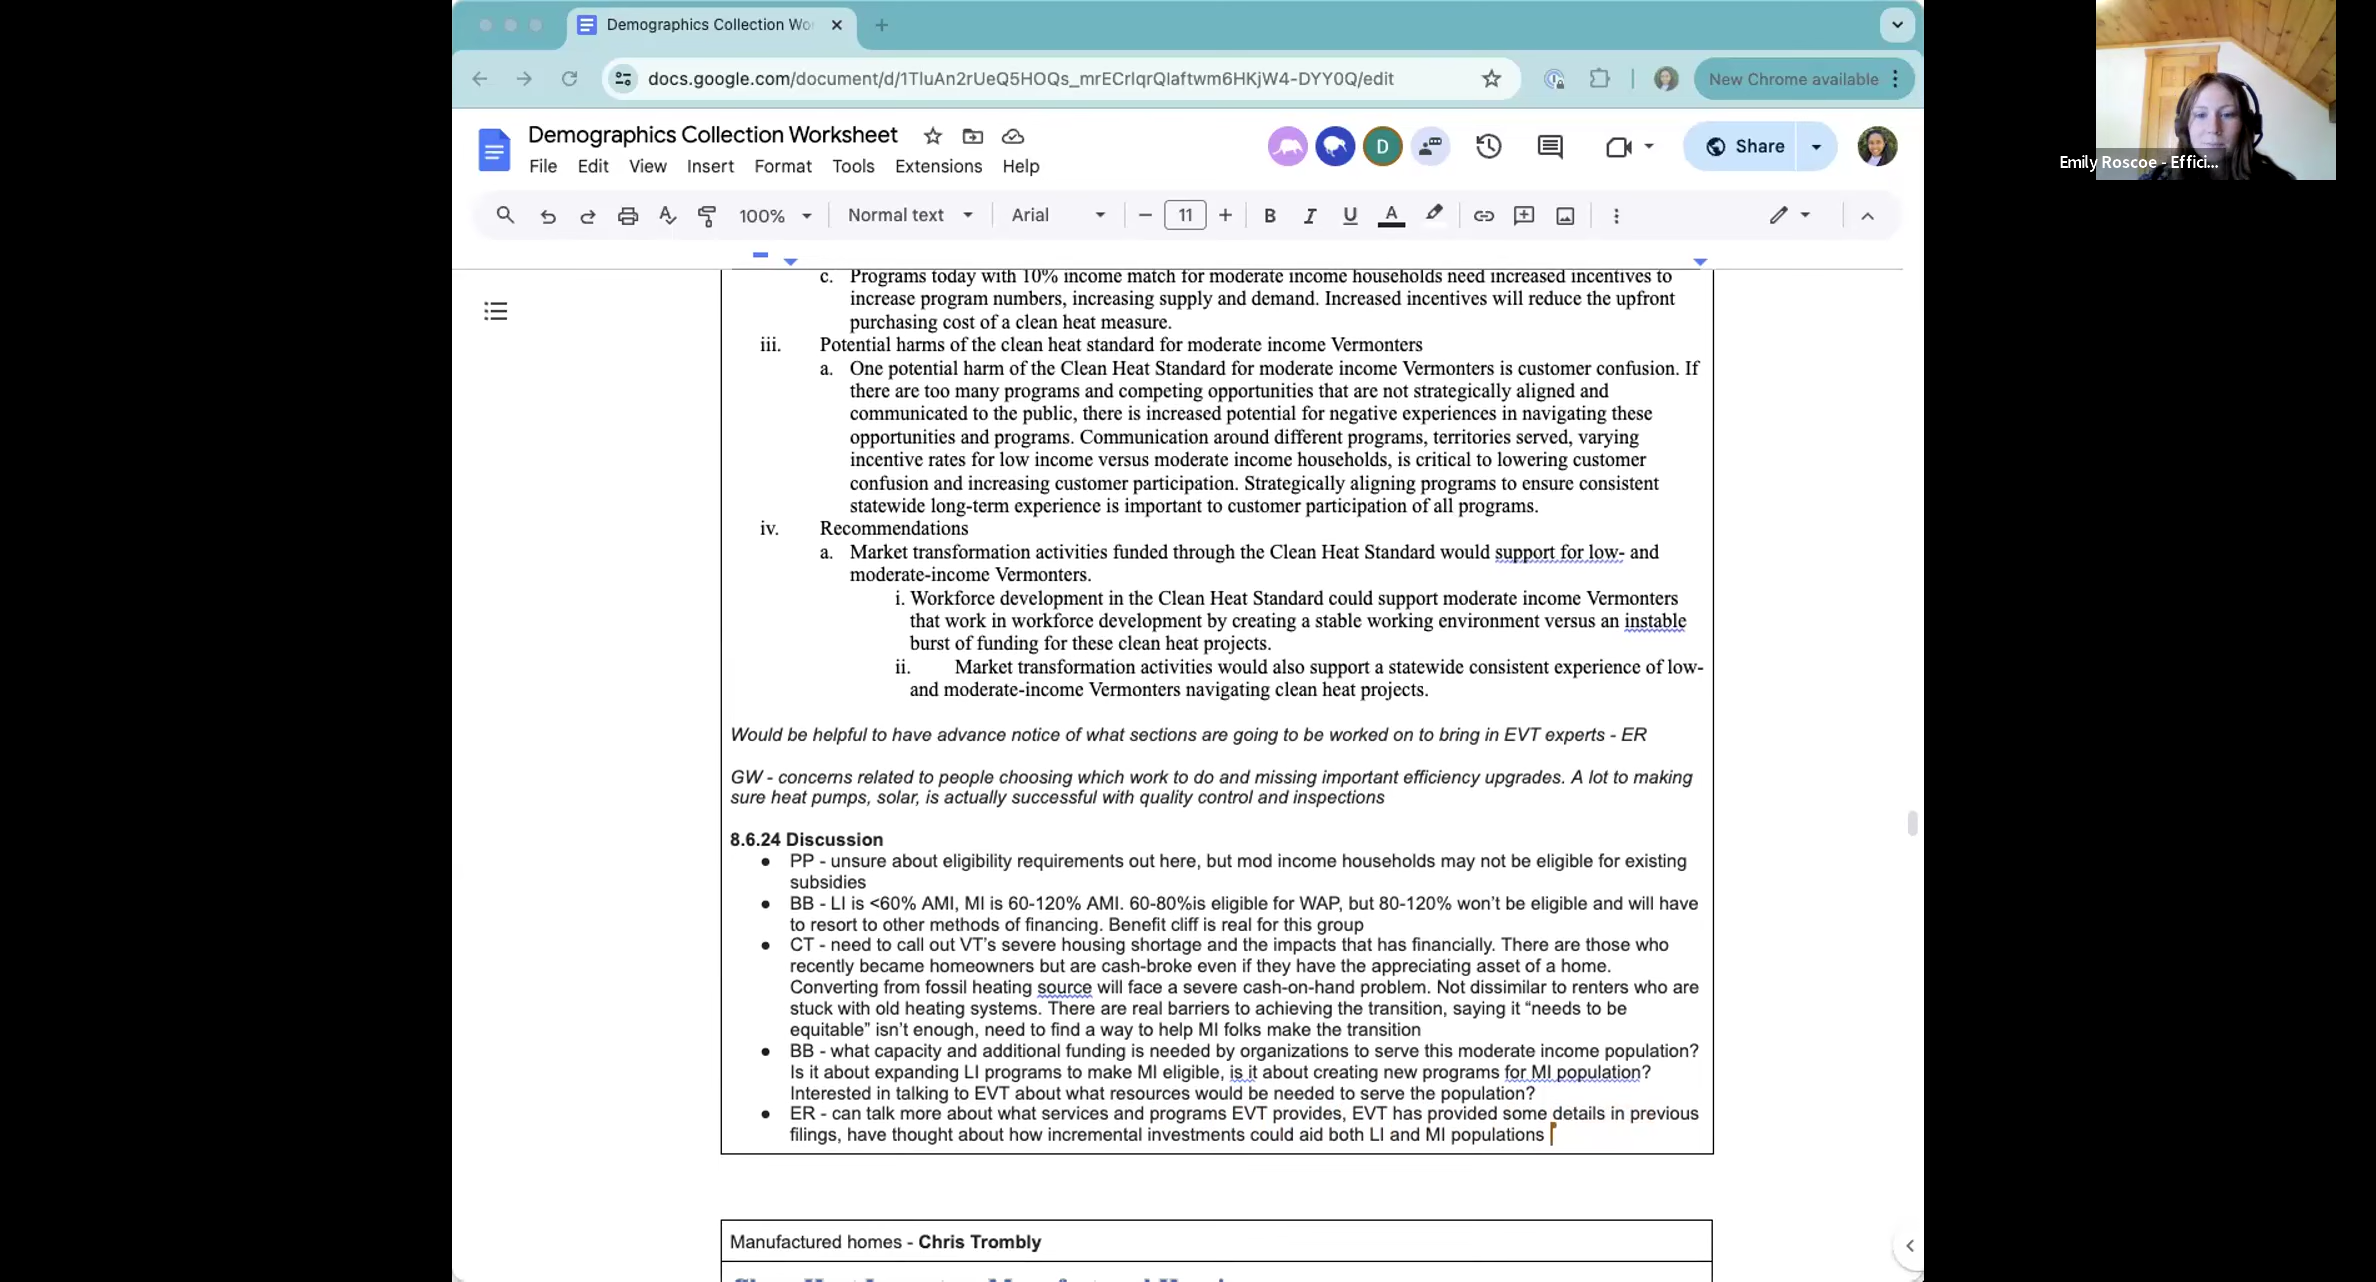 Demographics Collection Wo
docs.google.com/document/d/1TluAn2rUeQ5HOQs_mrECrlqrQlaftwm6HKjW4-DYY0Q/edit
New Chrome available
Demographics Collection Worksheet
File Edit View Insert Format Tools Extensions Help
D
Share
100% Normal text Arial 11 B I U A
c. Programs today with 10% income match for moderate income households need increased incentives to
increase program numbers, increasing supply and demand. Increased incentives will reduce the upfront
purchasing cost of a clean heat measure.
iii. Potential harms of the clean heat standard for moderate income Vermonters
a. One potential harm of the Clean Heat Standard for moderate income Vermonters is customer confusion. If
there are too many programs and competing opportunities that are not strategically aligned and
communicated to the public, there is increased potential for negative experiences in navigating these
opportunities and programs. Communication around different programs, territories served, varying
incentive rates for low income versus moderate income households, is critical to lowering customer
confusion and increasing customer participation. Strategically aligning programs to ensure consistent
statewide long-term experience is important to customer participation of all programs.
iv. Recommendations
a. Market transformation activities funded through the Clean Heat Standard would support for low- and
moderate-income Vermonters.
i. Workforce development in the Clean Heat Standard could support moderate income Vermonters
that work in workforce development by creating a stable working environment versus an instable
burst of funding for these clean heat projects.
ii. Market transformation activities would also support a statewide consistent experience of low-
and moderate-income Vermonters navigating clean heat projects.
Would be helpful to have advance notice of what sections are going to be worked on to bring in EVT experts - ER
GW - concerns related to people choosing which work to do and missing important efficiency upgrades. A lot to making
sure heat pumps, solar, is actually successful with quality control and inspections
8.6.24 Discussion
● PP - unsure about eligibility requirements out here, but mod income households may not be eligible for existing
subsidies
● BB - LI is <60% AMI, MI is 60-120% AMI. 60-80%is eligible for WAP, but 80-120% won't be eligible and will have
to resort to other methods of financing. Benefit cliff is real for this group
● CT - need to call out VT's severe housing shortage and the impacts that has financially. There are those who
recently became homeowners but are cash-broke even if they have the appreciating asset of a home.
Converting from fossil heating source will face a severe cash-on-hand problem. Not dissimilar to renters who are
stuck with old heating systems. There are real barriers to achieving the transition, saying it “needs to be
equitable” isn't enough, need to find a way to help MI folks make the transition
● BB - what capacity and additional funding is needed by organizations to serve this moderate income population?
Is it about expanding LI programs to make MI eligible, is it about creating new programs for MI population?
Interested in talking to EVT about what resources would be needed to serve the population?
● ER - can talk more about what services and programs EVT provides, EVT has provided some details in previous
filings, have thought about how incremental investments could aid both LI and MI populations
Manufactured homes - Chris Trombly
Emily Roscoe - Effici...